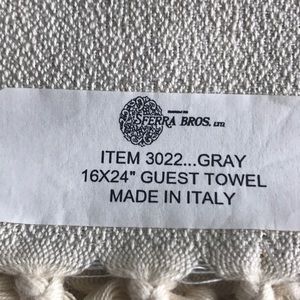 SFERRA BROS. LTD.
ITEM 3022...GRAY
16X24" GUEST TOWEL
MADE IN ITALY